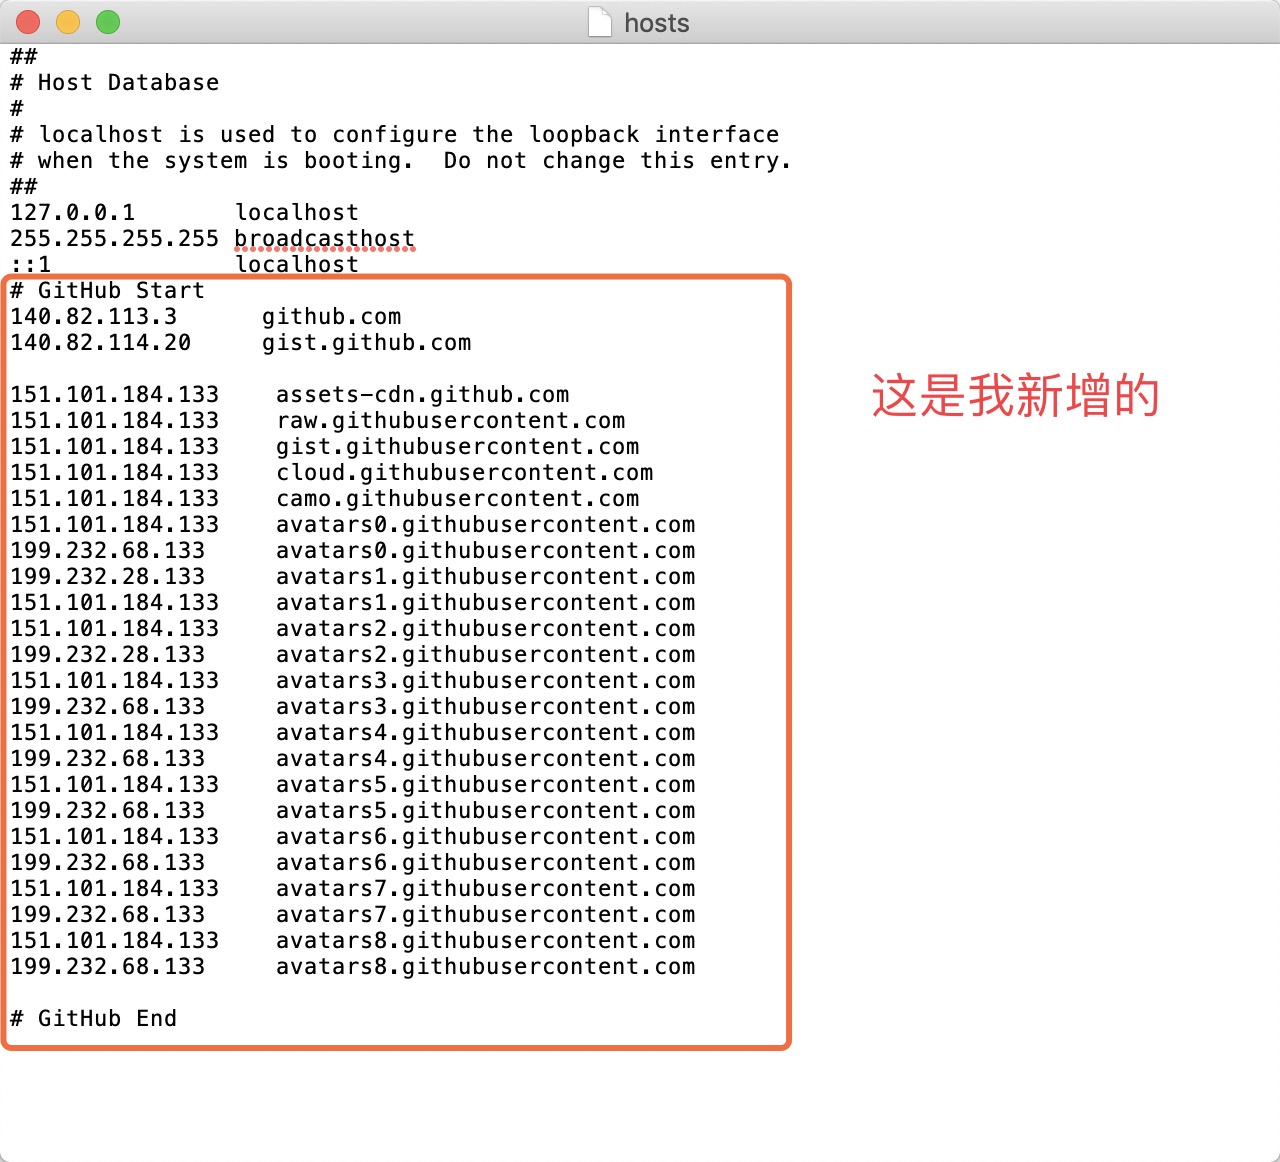 hosts
##
# Host Database
#
# localhost is used to configure the loopback interface
# when the system is booting.  Do not change this entry.
##
127.0.0.1       localhost
255.255.255.255 broadcasthost
::1             localhost
# GitHub Start
140.82.113.3      github.com
140.82.114.20     gist.github.com
151.101.184.133    assets-cdn.github.com
151.101.184.133    raw.githubusercontent.com
151.101.184.133    gist.githubusercontent.com
151.101.184.133    cloud.githubusercontent.com
151.101.184.133    camo.githubusercontent.com
151.101.184.133    avatars0.githubusercontent.com
199.232.68.133     avatars0.githubusercontent.com
199.232.28.133     avatars1.githubusercontent.com
151.101.184.133    avatars1.githubusercontent.com
151.101.184.133    avatars2.githubusercontent.com
199.232.28.133     avatars2.githubusercontent.com
151.101.184.133    avatars3.githubusercontent.com
199.232.68.133     avatars3.githubusercontent.com
151.101.184.133    avatars4.githubusercontent.com
199.232.68.133     avatars4.githubusercontent.com
151.101.184.133    avatars5.githubusercontent.com
199.232.68.133     avatars5.githubusercontent.com
151.101.184.133    avatars6.githubusercontent.com
199.232.68.133     avatars6.githubusercontent.com
151.101.184.133    avatars7.githubusercontent.com
199.232.68.133     avatars7.githubusercontent.com
151.101.184.133    avatars8.githubusercontent.com
199.232.68.133     avatars8.githubusercontent.com
# GitHub End
这是我新增的